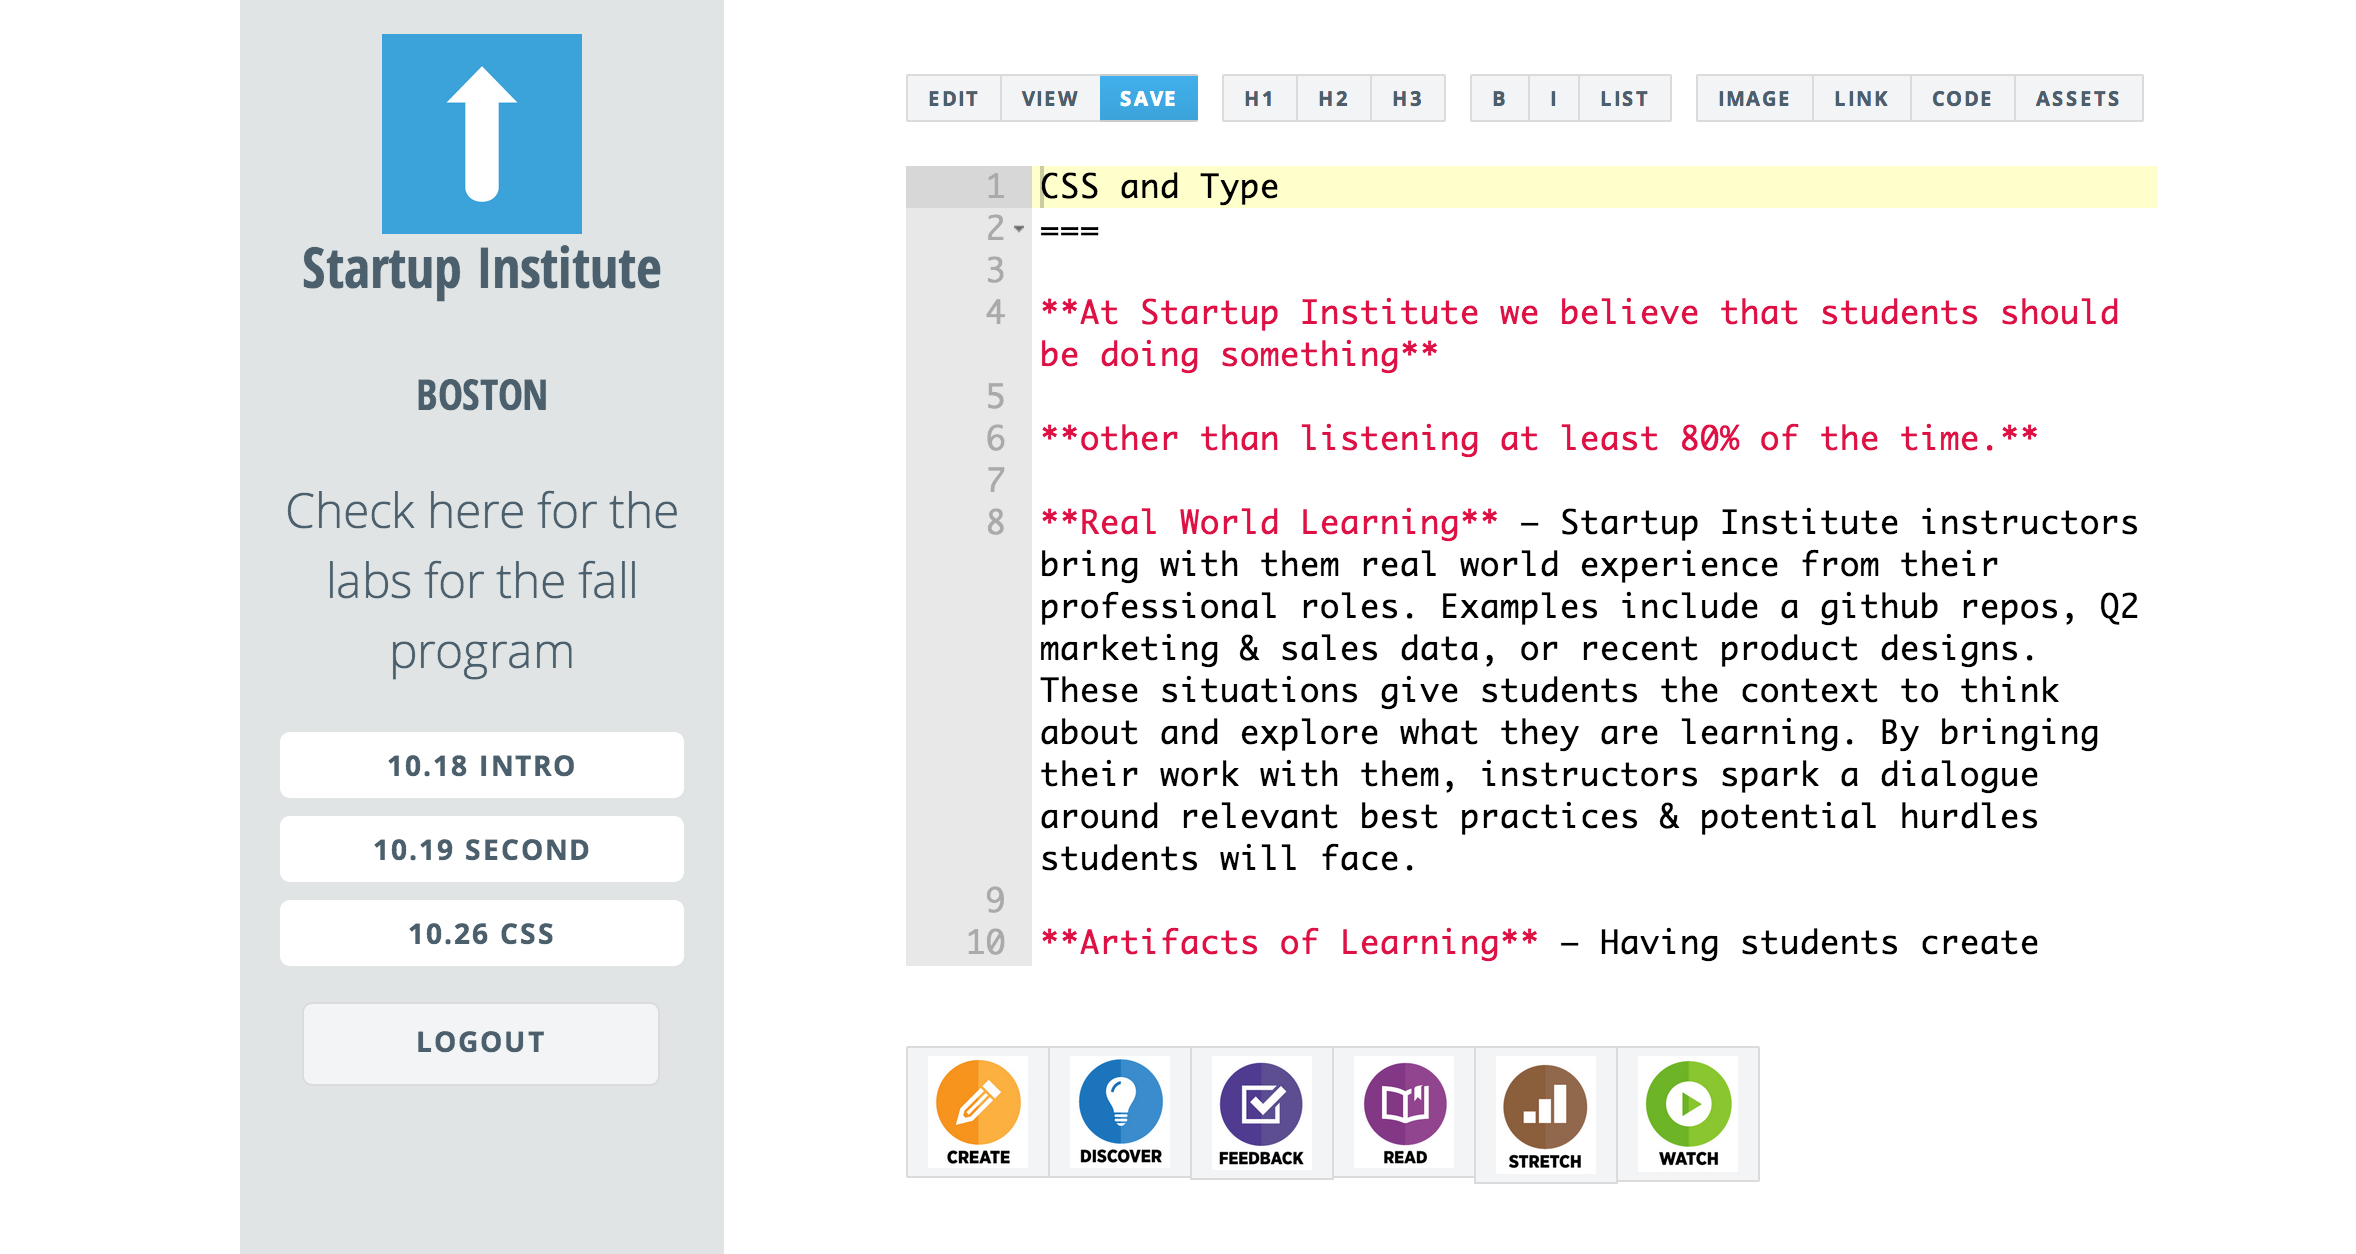 Startup Institute
BOSTON
Check here for the
labs for the fall
program
10.18 INTRO
10.19 SECOND
10.26 CSS
LOGOUT
EDIT VIEW SAVE H1 H2 H3 B I LIST IMAGE LINK CODE ASSETS
1 CSS and Type
2 ===
3
4 **At Startup Institute we believe that students should
be doing something**
5
6 **other than listening at least 80% of the time.**
7
8 **Real World Learning** – Startup Institute instructors
bring with them real world experience from their
professional roles. Examples include a github repos, Q2
marketing & sales data, or recent product designs.
These situations give students the context to think
about and explore what they are learning. By bringing
their work with them, instructors spark a dialogue
around relevant best practices & potential hurdles
students will face.
9
10 **Artifacts of Learning** – Having students create
CREATE DISCOVER FEEDBACK READ STRETCH WATCH